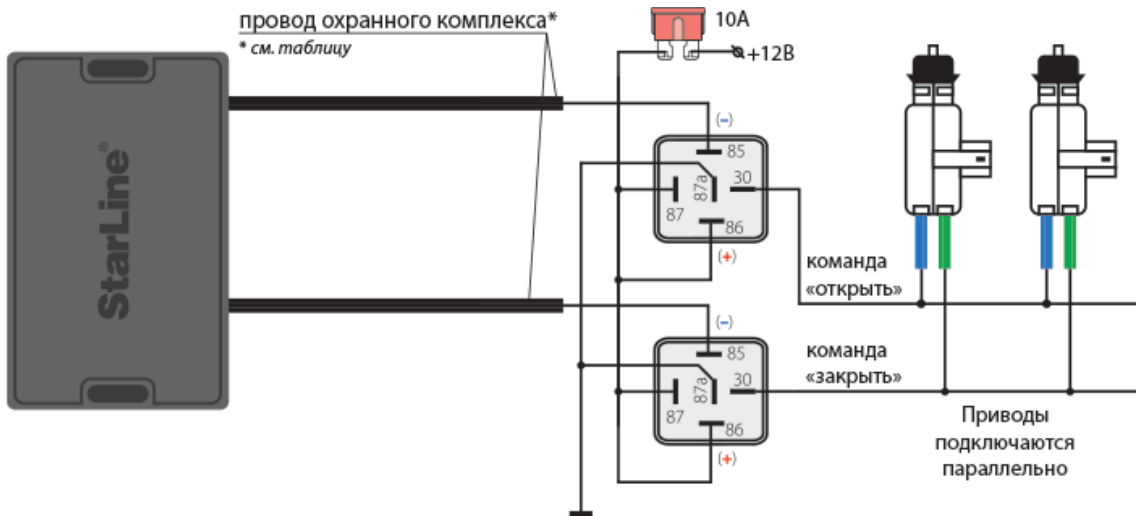 провод охранного комплекса*
* см. таблицу
10А
+12В
StarLine®
(–)
85
87а
30
87
86
(+)
команда
«открыть»
(–)
85
87а
30
87
86
(+)
команда
«закрыть»
Приводы
подключаются
параллельно